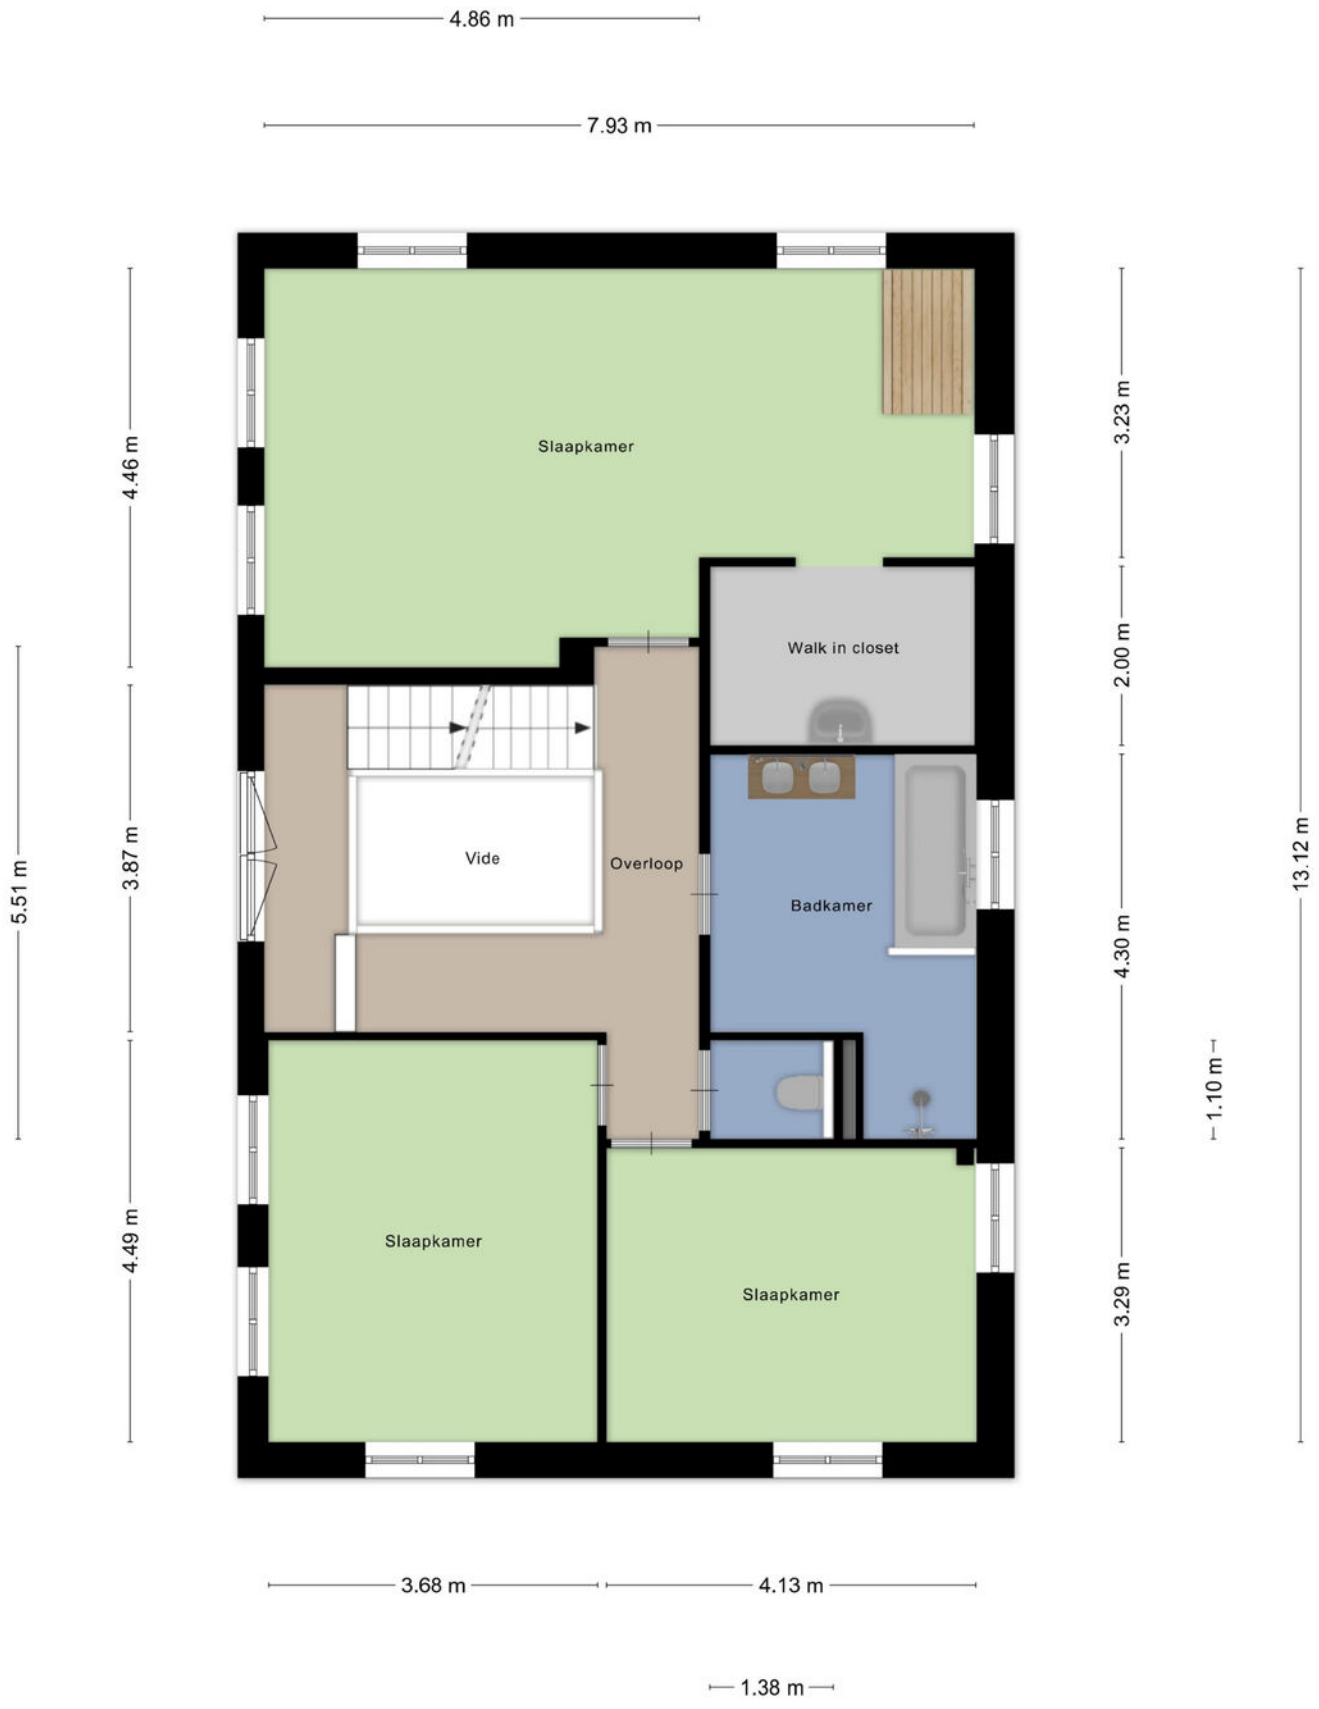 4.86 m
7.93 m
4.46 m
3.23 m
Slaapkamer
2.00 m
Walk in closet
5.51 m
3.87 m
Vide
Overloop
Badkamer
13.12 m
4.30 m
1.10 m
4.49 m
Slaapkamer
Slaapkamer
3.29 m
3.68 m
4.13 m
1.38 m